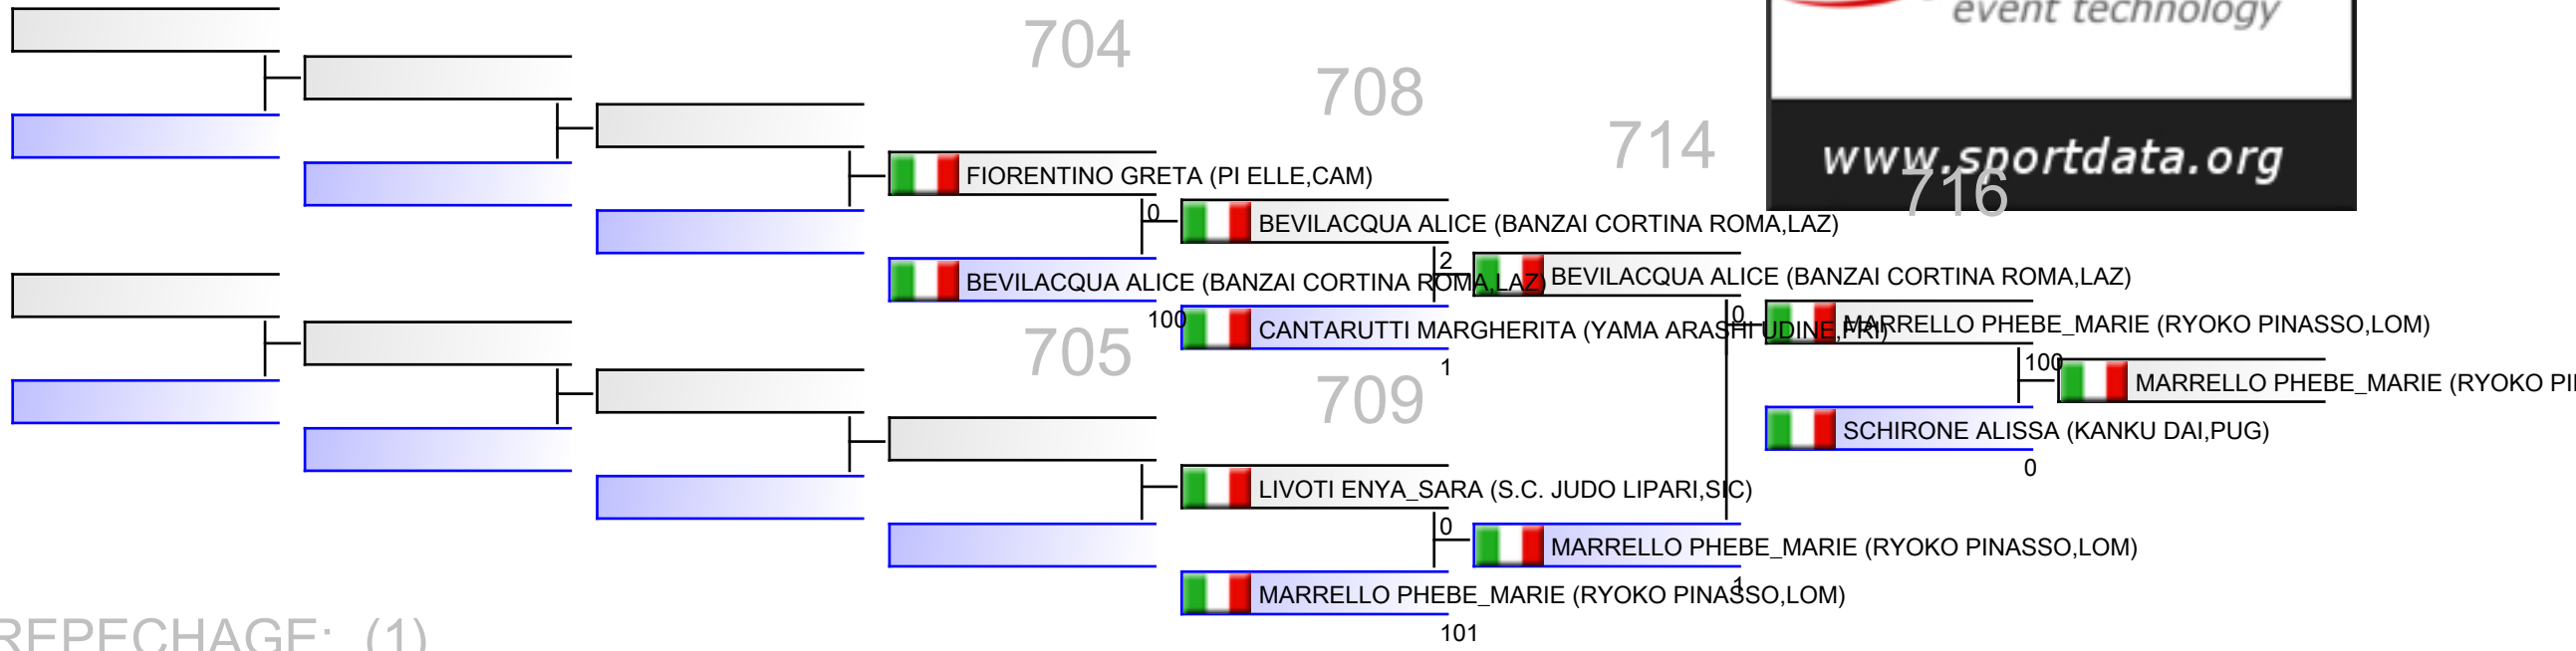 event technology
704
708
714
www.sportdata.org
716
FIORENTINO GRETA (PI ELLE,CAM)
0
BEVILACQUA ALICE (BANZAI CORTINA ROMA,LAZ)
2
BEVILACQUA ALICE (BANZAI CORTINA ROMA,LAZ)
BEVILACQUA ALICE (BANZAI CORTINA ROMA,LAZ)
100
CANTARUTTI MARGHERITA (YAMA ARASHI UDINE,FRI)
0
MARRELLO PHEBE_MARIE (RYOKO PINASSO,LOM)
705
1
100
MARRELLO PHEBE_MARIE (RYOKO PI
709
SCHIRONE ALISSA (KANKU DAI,PUG)
0
LIVOTI ENYA_SARA (S.C. JUDO LIPARI,SIC)
0
MARRELLO PHEBE_MARIE (RYOKO PINASSO,LOM)
1
MARRELLO PHEBE_MARIE (RYOKO PINASSO,LOM)
101
REPECHAGE: (1)